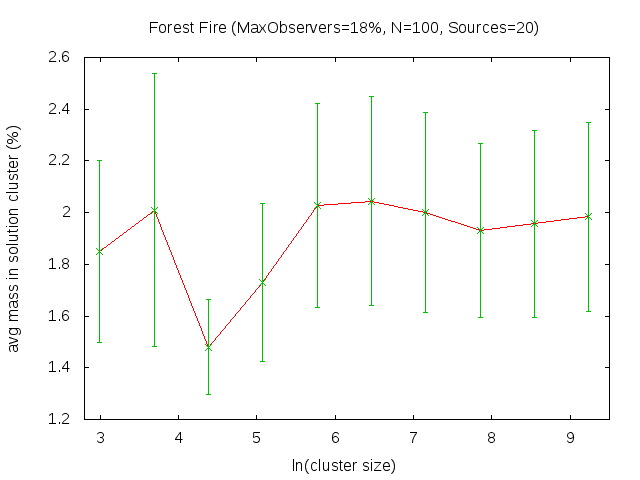 Forest Fire (MaxObservers=18%, N=100, Sources=20)
2.6
2.4
2.2
2
1.8
1.6
1.4
1.2
avg mass in solution cluster (%)
3 4 5 6 7 8 9
ln(cluster size)